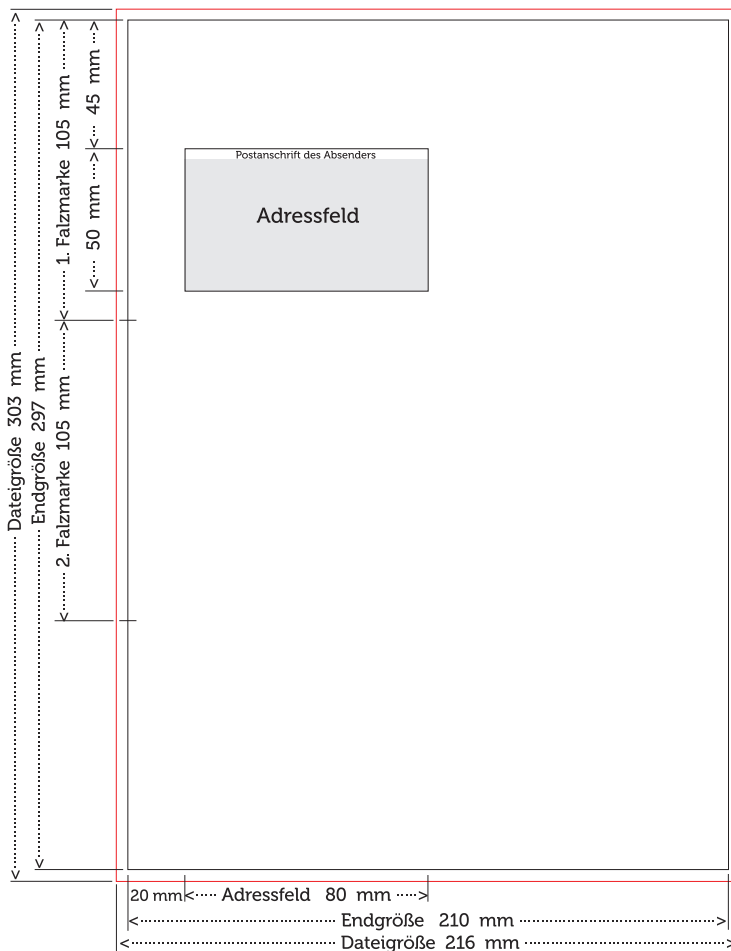 Dateigröße 303 mm
Endgröße 297 mm
1. Falzmarke 105 mm
45 mm
50 mm
2. Falzmarke 105 mm
Postanschrift des Absenders
Adressfeld
20 mm
Adressfeld 80 mm
Endgröße 210 mm
Dateigröße 216 mm